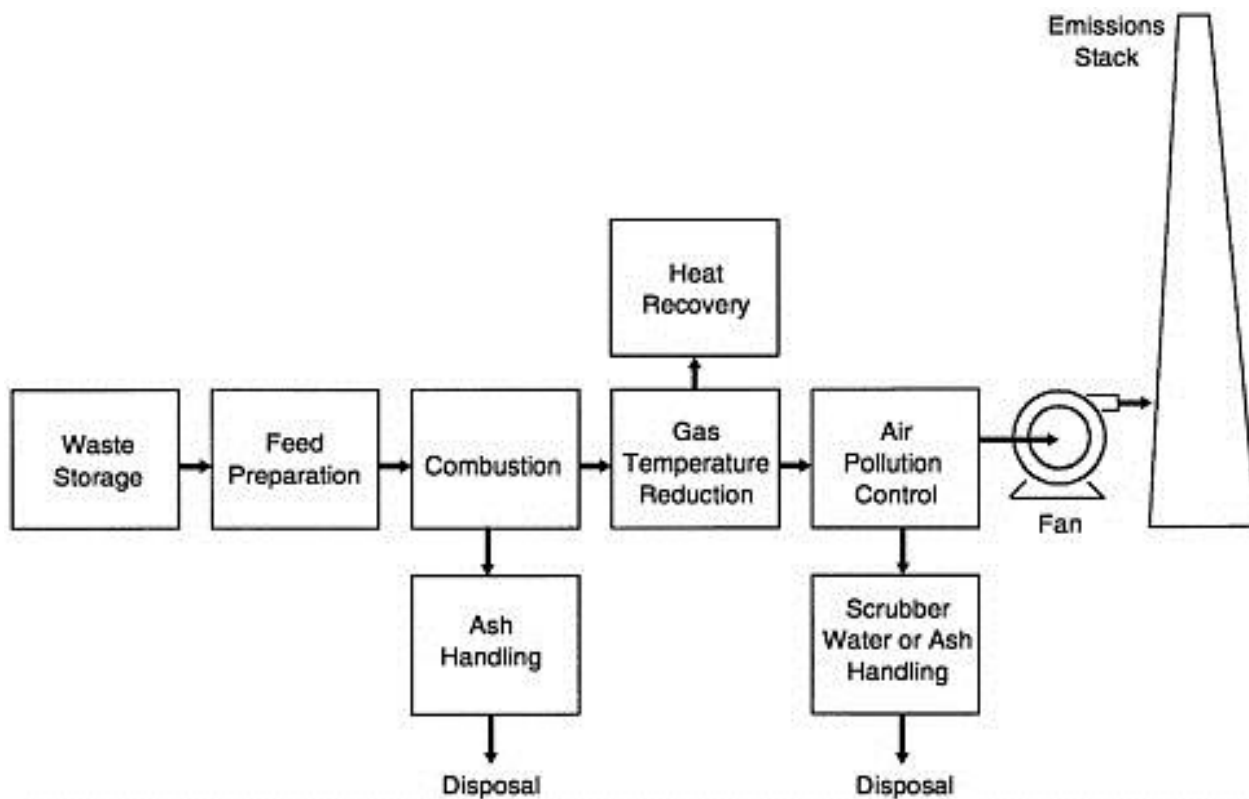 Emissions
Stack
Heat
Recovery
Waste
Storage
Feed
Preparation
Combustion
Gas
Temperature
Reduction
Air
Pollution
Control
Fan
Ash
Handling
Scrubber
Water or Ash
Handling
Disposal
Disposal